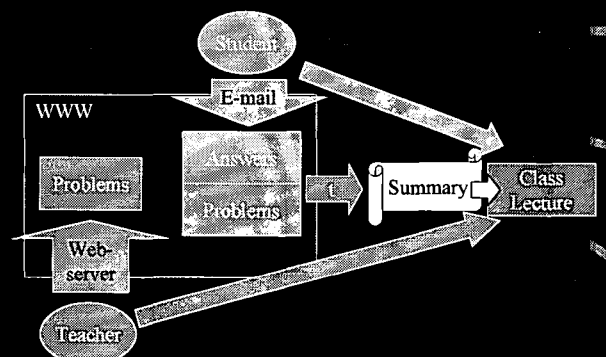 Student
E-mail
WWW
Answers
Problems
Problems
t
Summary
Class
Lecture
Web-
server
Teacher